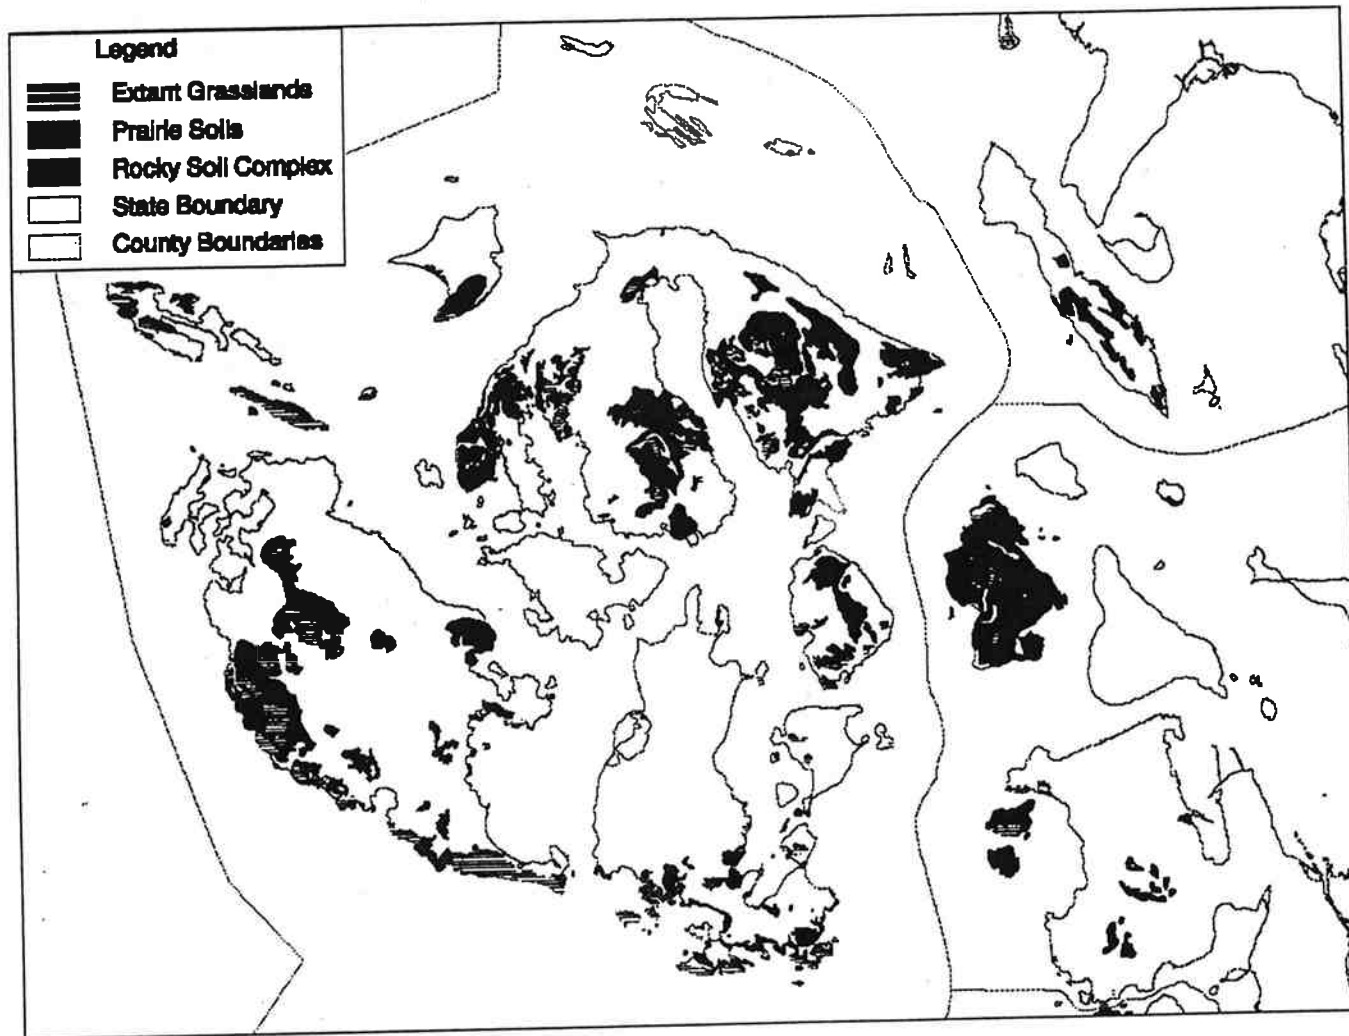 Legend
Extant Grasslands
Prairie Soils
Rocky Soil Complex
State Boundary
County Boundaries